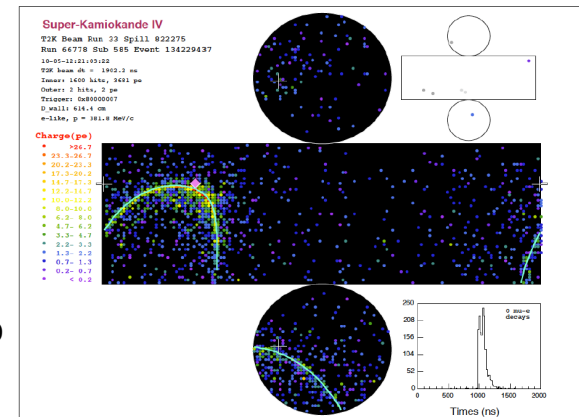 Super-Kamiokande IV
T2K Beam Run 33 Spill 822275
Run 66778 Sub 585 Event 134229437
10-05-12:21:03:22
T2K beam dt = 1902.2 ns
Inner: 1600 hits, 3681 pe
Outer: 2 hits, 2 pe
Trigger: 0x80000007
D_wall: 614.4 cm
e-like, p = 381.8 MeV/c
Charge(pe)
>26.7
23.3-26.7
20.2-23.3
17.3-20.2
14.7-17.3
12.2-14.7
10.0-12.2
8.0-10.0
6.2- 8.0
4.7- 6.2
3.3- 4.7
2.2- 3.3
1.3- 2.2
0.7- 1.3
0.2- 0.7
< 0.2
250
208
156
104
52
0
0 mu-e
decays
0
500
1000
1500
2000
Times (ns)